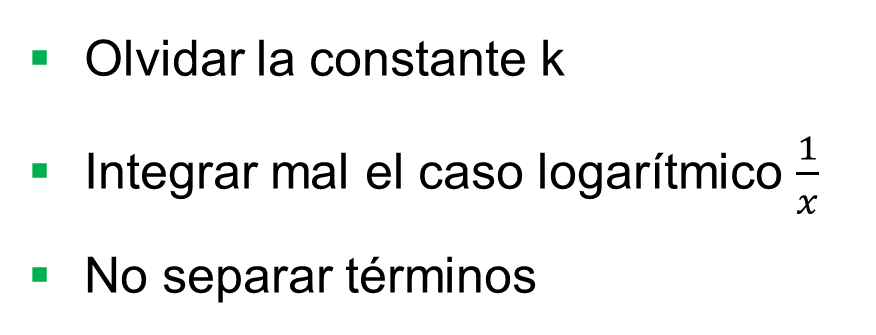 ▪ Olvidar la constante k
▪ Integrar mal el caso logarítmico 1/x
▪ No separar términos